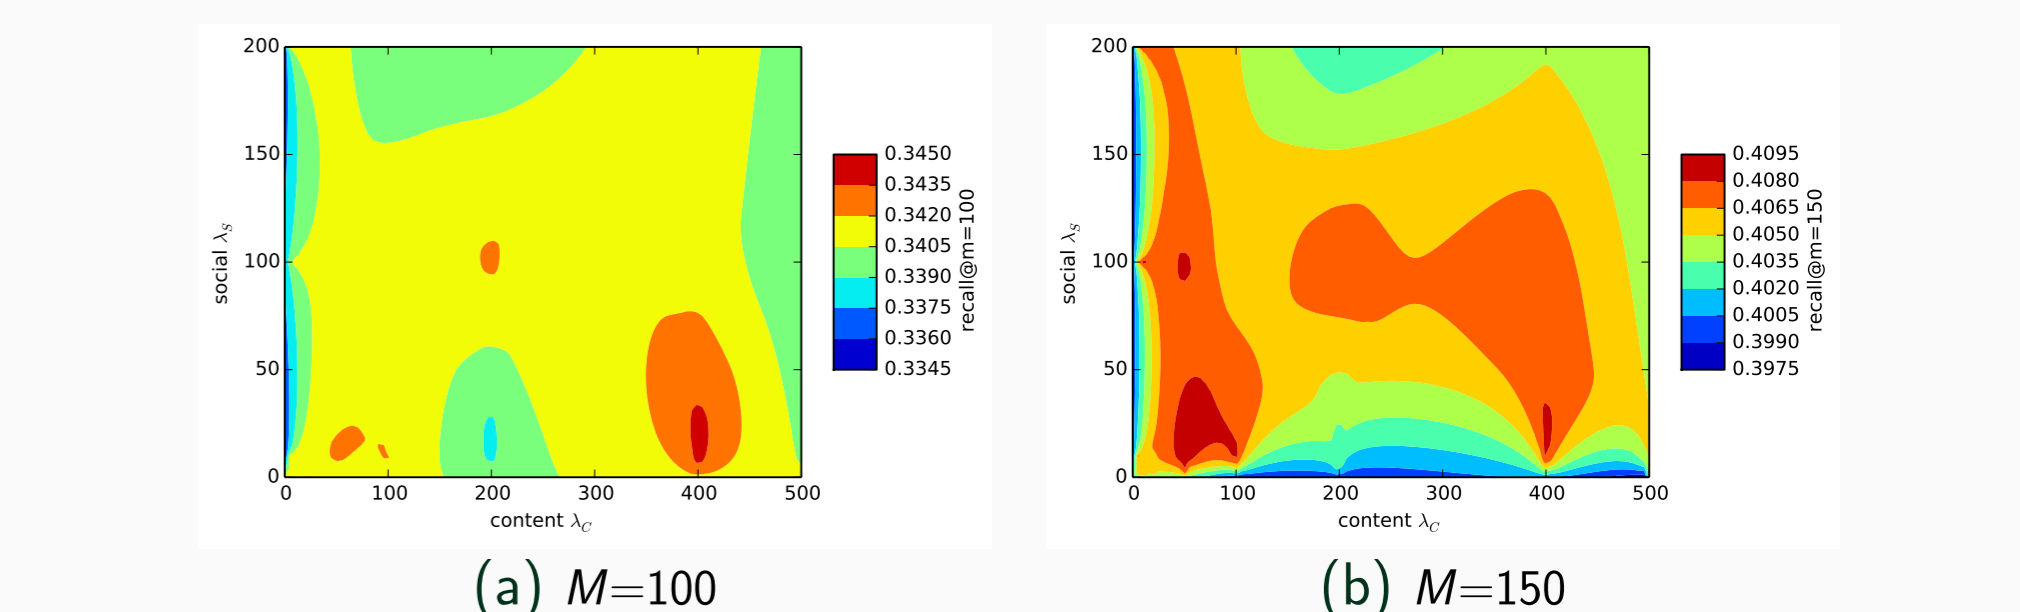 200
150
100
50
0
0 100 200 300 400 500
social λS
content λC
0.3450
0.3435
0.3420
0.3405
0.3390
0.3375
0.3360
0.3345
recall@m=100
(a) M=100
200
150
100
50
0
0 100 200 300 400 500
social λS
content λC
0.4095
0.4080
0.4065
0.4050
0.4035
0.4020
0.4005
0.3990
0.3975
recall@m=150
(b) M=150